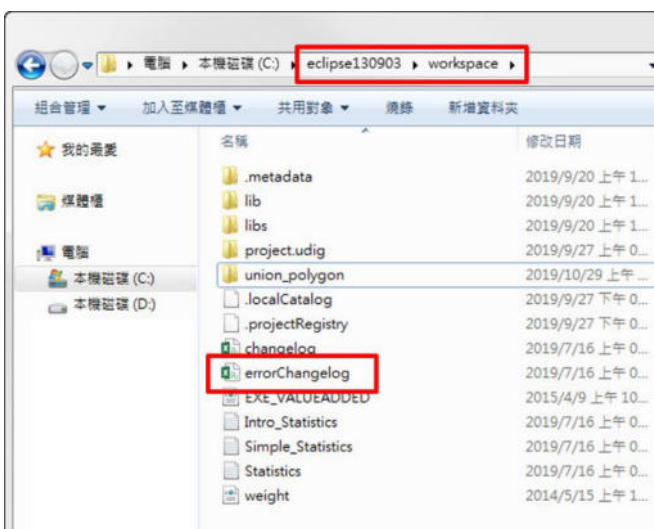 電腦 本機磁碟 (C:) eclipse130903 workspace
組合管理 加入至媒體櫃 共用對象 燒錄 新增資料夾
我的最愛
媒體櫃
電腦
本機磁碟 (C:)
本機磁碟 (D:)
名稱 修改日期
.metadata 2019/9/20 上午 1...
lib 2019/9/20 上午 1...
libs 2019/9/20 上午 1...
project.udig 2019/9/27 上午 0...
union_polygon 2019/10/29 上午 ...
.localCatalog 2019/9/27 下午 0...
.projectRegistry 2019/9/27 下午 0...
changelog 2019/7/16 上午 0...
errorChangelog 2019/7/16 上午 0...
EXE_VALUEADDED 2015/4/9 上午 10...
Intro_Statistics 2019/7/16 上午 0...
Simple_Statistics 2019/7/16 上午 0...
Statistics 2019/7/16 上午 0...
weight 2014/5/15 上午 1...